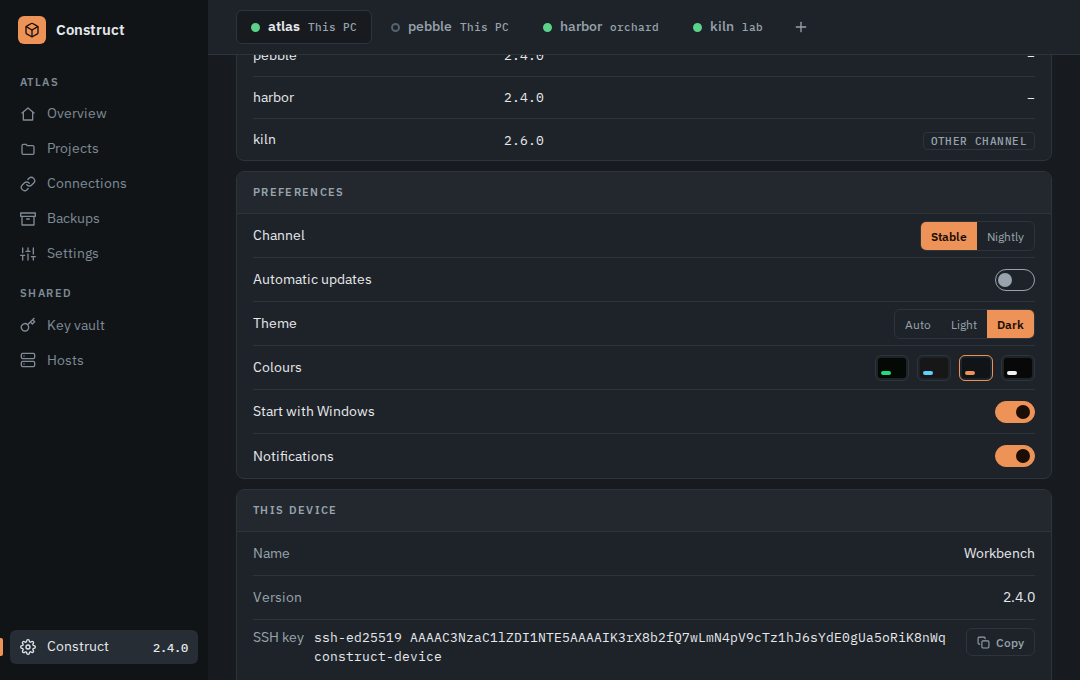 Construct
atlas This PC
pebble This PC
harbor orchard
kiln lab
ATLAS
Overview
Projects
Connections
Backups
Settings
SHARED
Key vault
Hosts
Construct 2.4.0
pebble 2.4.0 –
harbor 2.4.0 –
kiln 2.6.0 OTHER CHANNEL
PREFERENCES
Channel Stable Nightly
Automatic updates
Theme Auto Light Dark
Colours
Start with Windows
Notifications
THIS DEVICE
Name Workbench
Version 2.4.0
SSH key ssh-ed25519 AAAAC3NzaC1lZDI1NTE5AAAAIK3rX8b2fQ7wLmN4pV9cTz1hJ6sYdE0gUa5oRiK8nWq Copy
construct-device